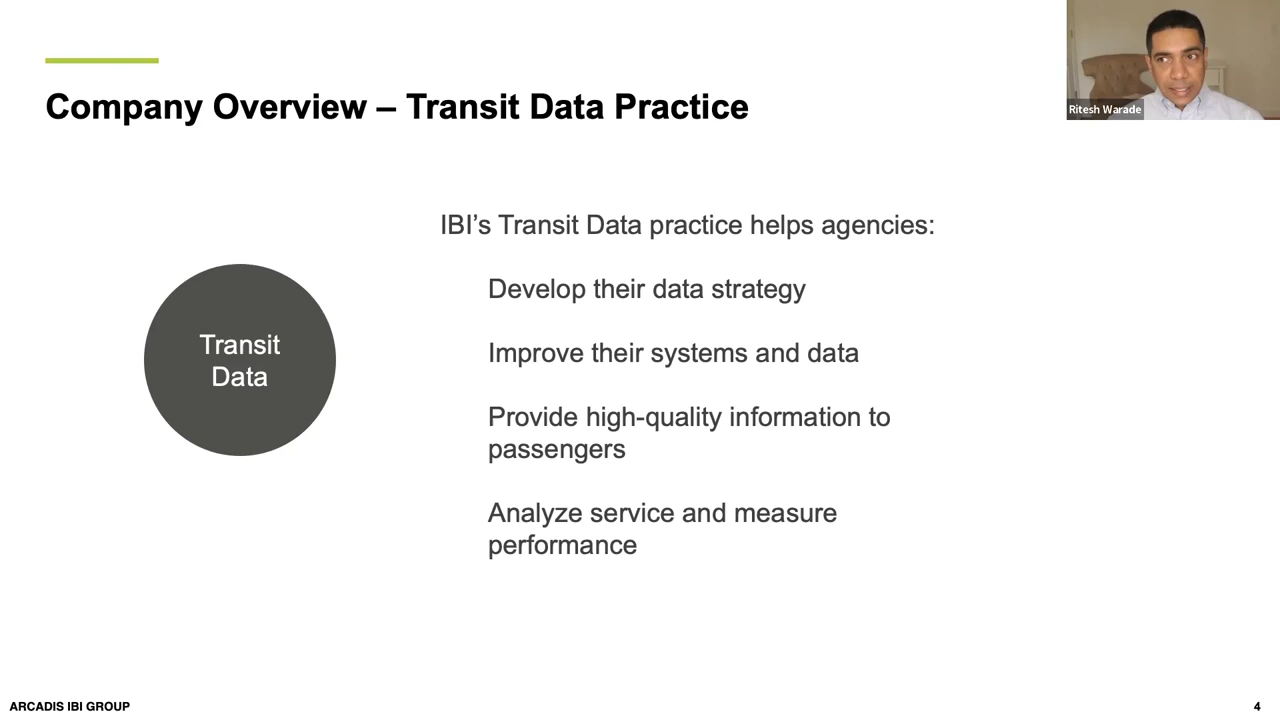 Company Overview – Transit Data Practice
Ritesh Warade
IBI’s Transit Data practice helps agencies:
Transit
Data
Develop their data strategy
Improve their systems and data
Provide high-quality information to
passengers
Analyze service and measure
performance
ARCADIS IBI GROUP
4